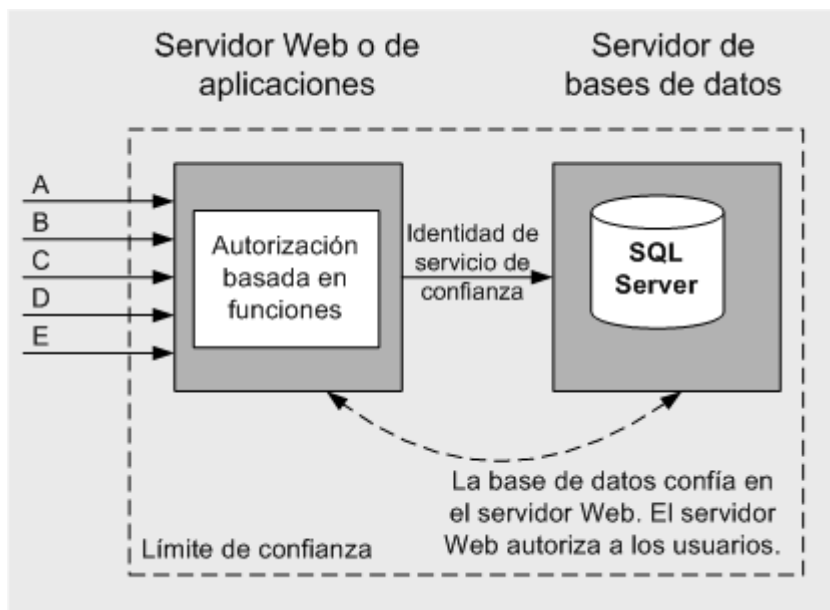 Servidor Web o de
aplicaciones
Servidor de
bases de datos
A
B
C
D
E
Autorización
basada en
funciones
Identidad de
servicio de
confianza
SQL
Server
La base de datos confía en
el servidor Web. El servidor
Web autoriza a los usuarios.
Límite de confianza